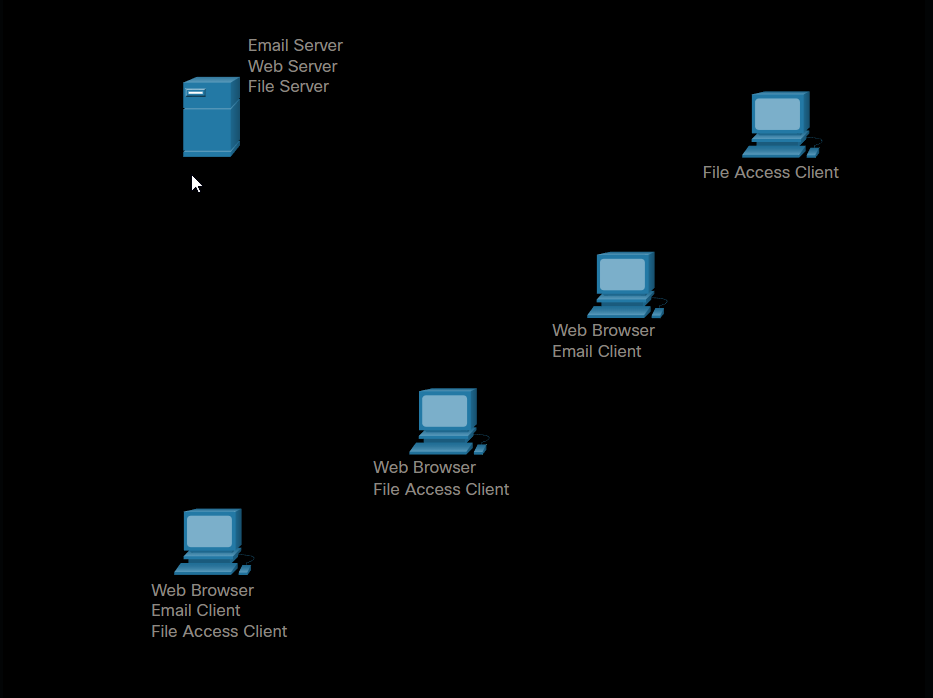 Email Server
Web Server
File Server
File Access Client
Web Browser
Email Client
Web Browser
File Access Client
Web Browser
Email Client
File Access Client